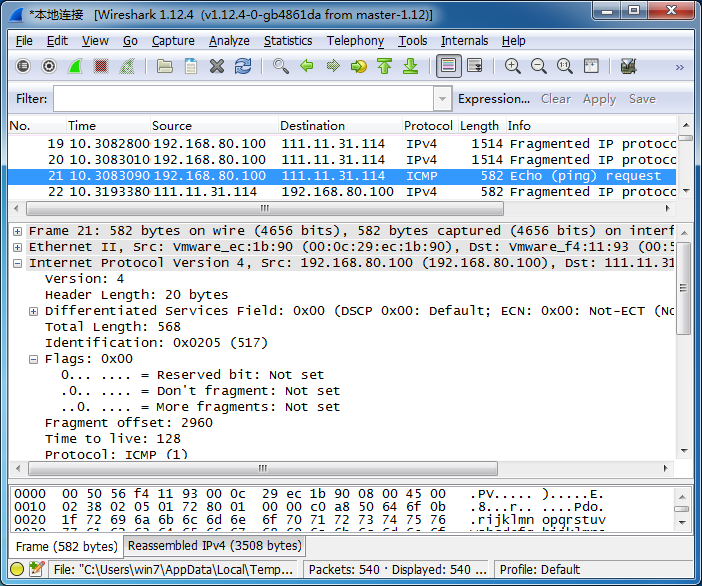 *本地连接 [Wireshark 1.12.4 (v1.12.4-0-gb4861da from master-1.12)]
File Edit View Go Capture Analyze Statistics Telephony Tools Internals Help
Filter: Expression... Clear Apply Save
No. Time Source Destination Protocol Length Info
19 10.3082800 192.168.80.100 111.11.31.114 IPv4 1514 Fragmented IP protoc
20 10.3083010 192.168.80.100 111.11.31.114 IPv4 1514 Fragmented IP protoc
21 10.3083090 192.168.80.100 111.11.31.114 ICMP 582 Echo (ping) request
22 10.3193380 111.11.31.114 192.168.80.100 IPv4 582 Fragmented IP protoc
Frame 21: 582 bytes on wire (4656 bits), 582 bytes captured (4656 bits) on interf
Ethernet II, Src: Vmware_ec:1b:90 (00:0c:29:ec:1b:90), Dst: Vmware_f4:11:93 (00:5
Internet Protocol Version 4, Src: 192.168.80.100 (192.168.80.100), Dst: 111.11.31
Version: 4
Header Length: 20 bytes
Differentiated Services Field: 0x00 (DSCP 0x00: Default; ECN: 0x00: Not-ECT (No
Total Length: 568
Identification: 0x0205 (517)
Flags: 0x00
0... .... = Reserved bit: Not set
.0.. .... = Don't fragment: Not set
..0. .... = More fragments: Not set
Fragment offset: 2960
Time to live: 128
Protocol: ICMP (1)
0000 00 50 56 f4 11 93 00 0c 29 ec 1b 90 08 00 45 00 .PV..... ).....E.
0010 02 38 02 05 01 72 80 01 00 00 c0 a8 50 64 6f 0b .8...r.. ....Pdo.
0020 1f 72 69 6a 6b 6c 6d 6e 6f 70 71 72 73 74 75 76 .rijklmn opqrstuv
Frame (582 bytes) Reassembled IPv4 (3508 bytes)
File: "C:\Users\win7\AppData\Local\Temp... Packets: 540 · Displayed: 540 ... Profile: Default